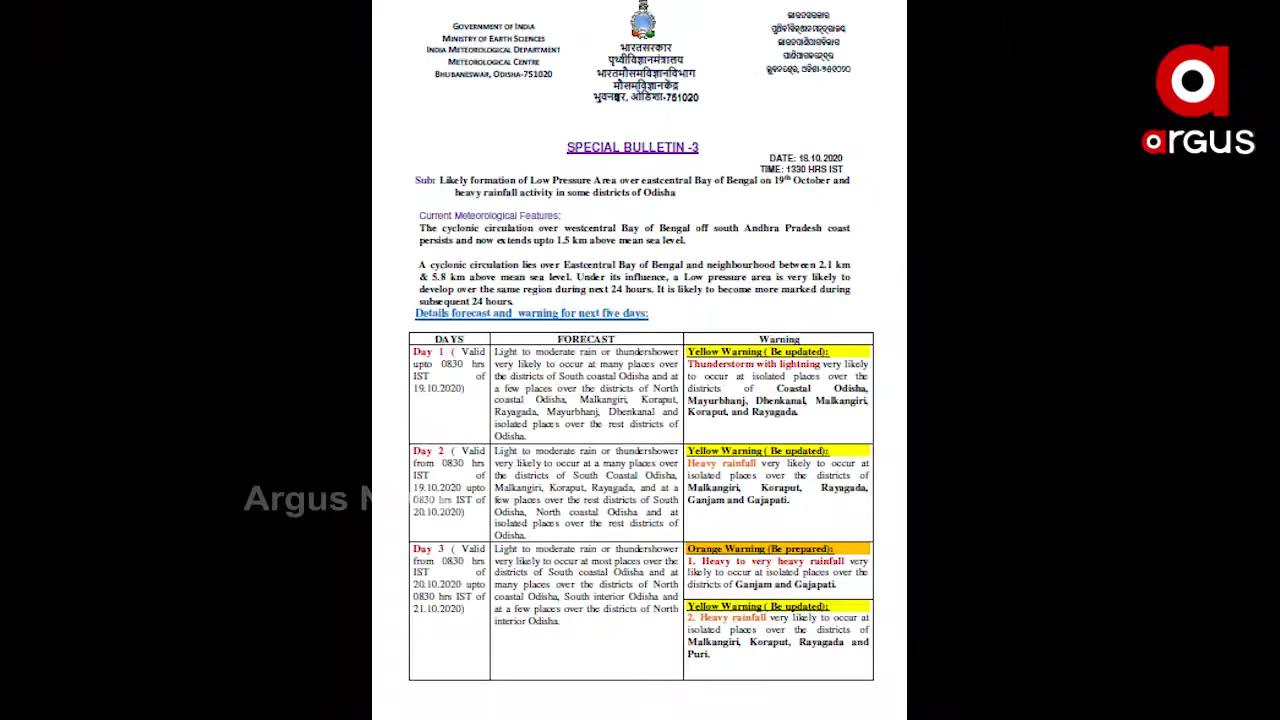 GOVERNMENT OF INDIA
MINISTRY OF EARTH SCIENCES
INDIA METEOROLOGICAL DEPARTMENT
METEOROLOGICAL CENTRE
BHUBANESWAR, ODISHA-751020
भारतसरकार
पृथ्वीविज्ञानमंत्रालय
भारतमौसमविज्ञानविभाग
मौसमविज्ञानकेंद्र
भुवनेश्वर, ओडिशा-751020
ଭାରତସରକାର
argus
SPECIAL BULLETIN -3
DATE: 18.10.2020
TIME: 1330 HRS IST
Sub: Likely formation of Low Pressure Area over eastcentral Bay of Bengal on 19th October and
heavy rainfall activity in some districts of Odisha
Current Meteorological Features:
The cyclonic circulation over westcentral Bay of Bengal off south Andhra Pradesh coast
persists and now extends upto 1.5 km above mean sea level.
A cyclonic circulation lies over Eastcentral Bay of Bengal and neighbourhood between 2.1 km
& 5.8 km above mean sea level. Under its influence, a Low pressure area is very likely to
develop over the same region during next 24 hours. It is likely to become more marked during
subsequent 24 hours.
Details forecast and warning for next five days:
DAYS
FORECAST
Warning
Day 1 ( Valid
upto 0830 hrs
IST of
19.10.2020)
Light to moderate rain or thundershower
very likely to occur at many places over
the districts of South coastal Odisha and at
a few places over the districts of North
coastal Odisha, Malkangiri, Koraput,
Rayagada, Mayurbhanj, Dhenkanal and
isolated places over the rest districts of
Odisha.
Yellow Warning ( Be updated):
Thunderstorm with lightning very likely
to occur at isolated places over the
districts of Coastal Odisha,
Mayurbhanj, Dhenkanal, Malkangiri,
Koraput, and Rayagada.
Day 2 ( Valid
from 0830 hrs
IST of
19.10.2020 upto
0830 hrs IST of
20.10.2020)
Light to moderate rain or thundershower
very likely to occur at a many places over
the districts of South Coastal Odisha,
Malkangiri, Koraput, Rayagada, and at a
few places over the rest districts of South
Odisha, North coastal Odisha and at
isolated places over the rest districts of
Odisha.
Yellow Warning ( Be updated):
Heavy rainfall very likely to occur at
isolated places over the districts of
Malkangiri, Koraput, Rayagada,
Ganjam and Gajapati.
Day 3 ( Valid
from 0830 hrs
IST of
20.10.2020 upto
0830 hrs IST of
21.10.2020)
Light to moderate rain or thundershower
very likely to occur at most places over the
districts of South coastal Odisha and at
many places over the districts of North
coastal Odisha, South interior Odisha and
at a few places over the districts of North
interior Odisha.
Orange Warning (Be prepared):
1. Heavy to very heavy rainfall very
likely to occur at isolated places over the
districts of Ganjam and Gajapati.
Yellow Warning ( Be updated):
2. Heavy rainfall very likely to occur at
isolated places over the districts of
Malkangiri, Koraput, Rayagada and
Puri.
Argus